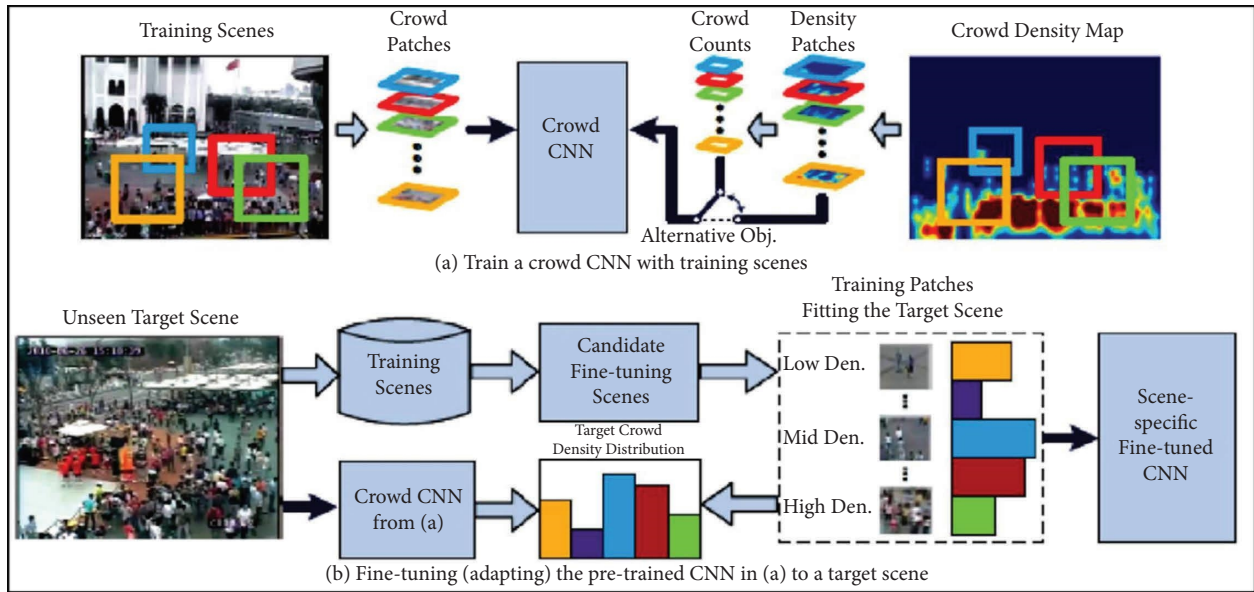 Training Scenes
Crowd
Patches
Crowd
Counts
Density
Patches
Crowd Density Map
Crowd
CNN
Alternative Obj.
(a) Train a crowd CNN with training scenes
Unseen Target Scene
Training
Scenes
Candidate
Fine-tuning
Scenes
Training Patches
Fitting the Target Scene
Low Den.
Mid Den.
High Den.
Scene-
specific
Fine-tuned
CNN
Crowd CNN
from (a)
Target Crowd
Density Distribution
(b) Fine-tuning (adapting) the pre-trained CNN in (a) to a target scene